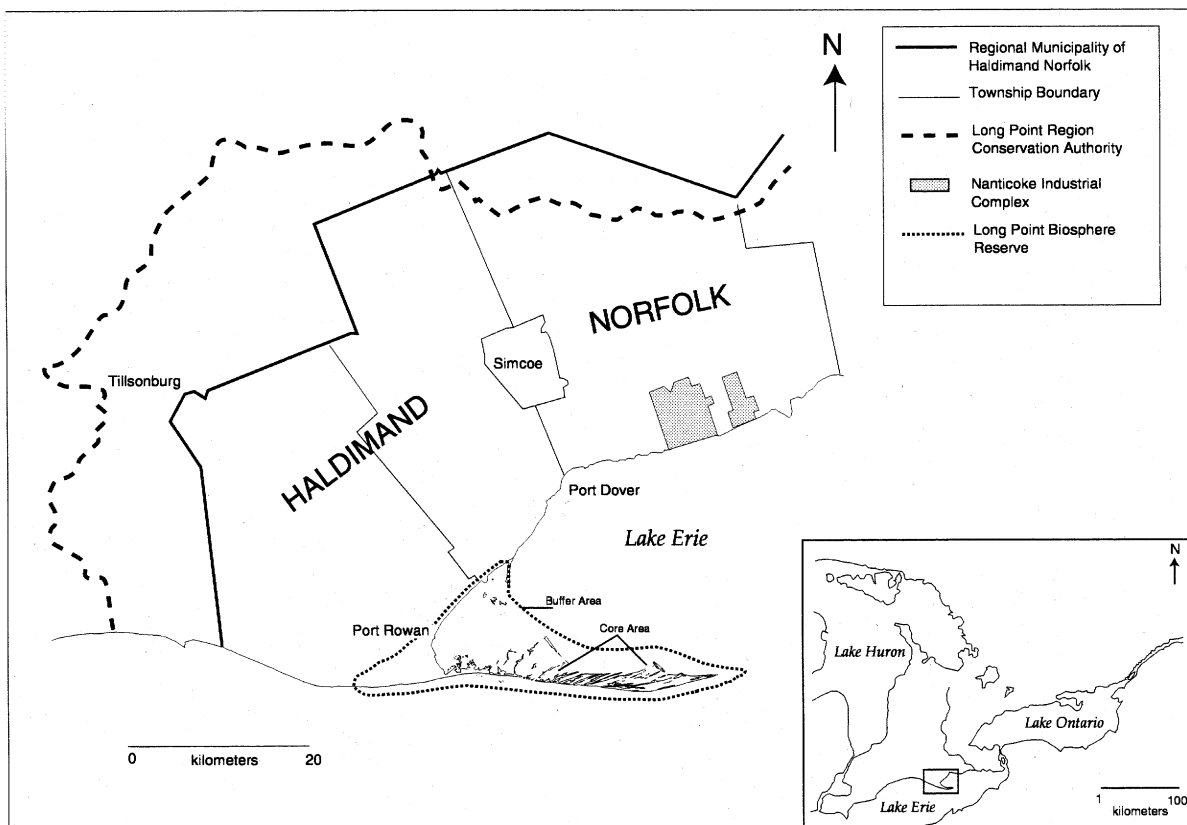 N
Regional Municipality of
Haldimand Norfolk
Township Boundary
Long Point Region
Conservation Authority
Nanticoke Industrial
Complex
Long Point Biosphere
Reserve
NORFOLK
Simcoe
Tillsonburg
HALDIMAND
Port Dover
Lake Erie
Buffer Area
Port Rowan
Core Area
0 kilometers 20
N
Lake Huron
Lake Ontario
Lake Erie
1 100
kilometers